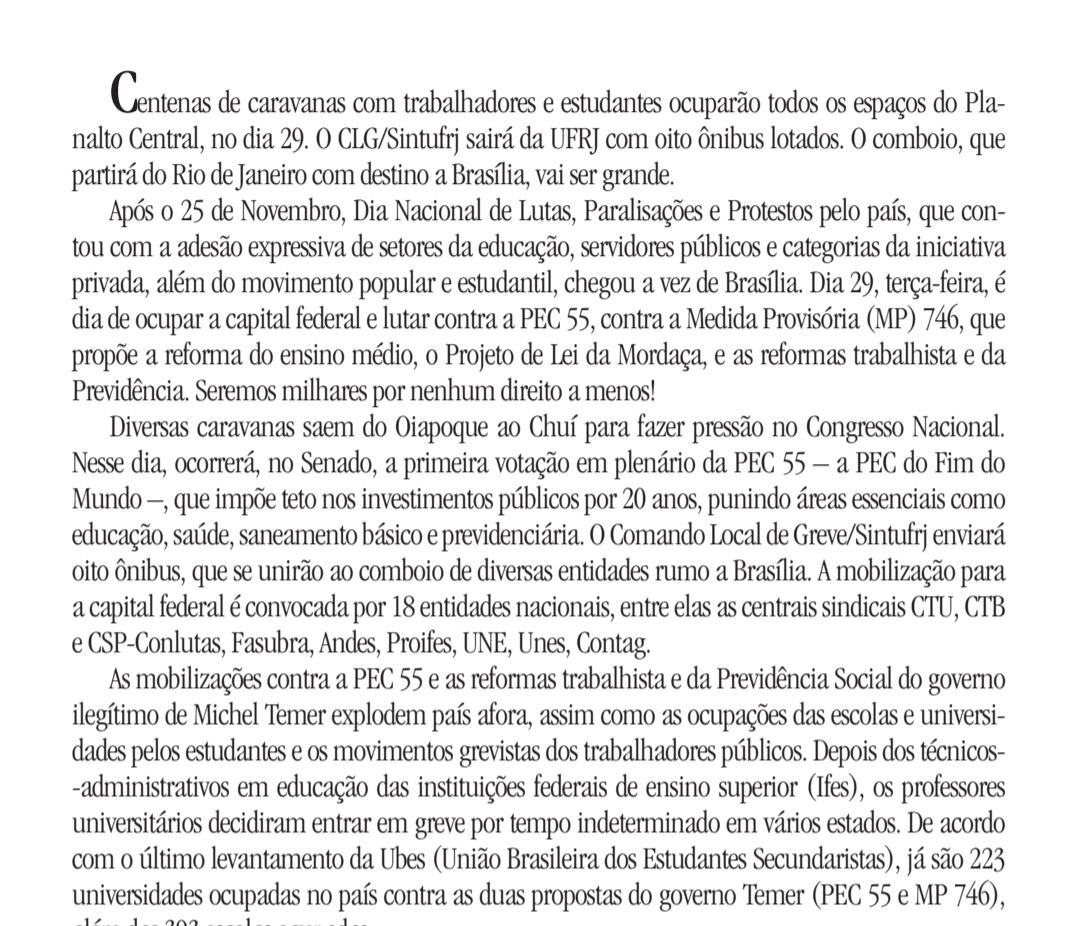 Centenas de caravanas com trabalhadores e estudantes ocuparão todos os espaços do Pla-
nalto Central, no dia 29. O CLG/Sintufrj sairá da UFRJ com oito ônibus lotados. O comboio, que
partirá do Rio de Janeiro com destino a Brasília, vai ser grande.
Após o 25 de Novembro, Dia Nacional de Lutas, Paralisações e Protestos pelo país, que con-
tou com a adesão expressiva de setores da educação, servidores públicos e categorias da iniciativa
privada, além do movimento popular e estudantil, chegou a vez de Brasília. Dia 29, terça-feira, é
dia de ocupar a capital federal e lutar contra a PEC 55, contra a Medida Provisória (MP) 746, que
propõe a reforma do ensino médio, o Projeto de Lei da Mordaça, e as reformas trabalhista e da
Previdência. Seremos milhares por nenhum direito a menos!
Diversas caravanas saem do Oiapoque ao Chuí para fazer pressão no Congresso Nacional.
Nesse dia, ocorrerá, no Senado, a primeira votação em plenário da PEC 55 – a PEC do Fim do
Mundo –, que impõe teto nos investimentos públicos por 20 anos, punindo áreas essenciais como
educação, saúde, saneamento básico e previdenciária. O Comando Local de Greve/Sintufrj enviará
oito ônibus, que se unirão ao comboio de diversas entidades rumo a Brasília. A mobilização para
a capital federal é convocada por 18 entidades nacionais, entre elas as centrais sindicais CTU, CTB
e CSP-Conlutas, Fasubra, Andes, Proifes, UNE, Unes, Contag.
As mobilizações contra a PEC 55 e as reformas trabalhista e da Previdência Social do governo
ilegítimo de Michel Temer explodem país afora, assim como as ocupações das escolas e universi-
dades pelos estudantes e os movimentos grevistas dos trabalhadores públicos. Depois dos técnicos-
-administrativos em educação das instituições federais de ensino superior (Ifes), os professores
universitários decidiram entrar em greve por tempo indeterminado em vários estados. De acordo
com o último levantamento da Ubes (União Brasileira dos Estudantes Secundaristas), já são 223
universidades ocupadas no país contra as duas propostas do governo Temer (PEC 55 e MP 746),